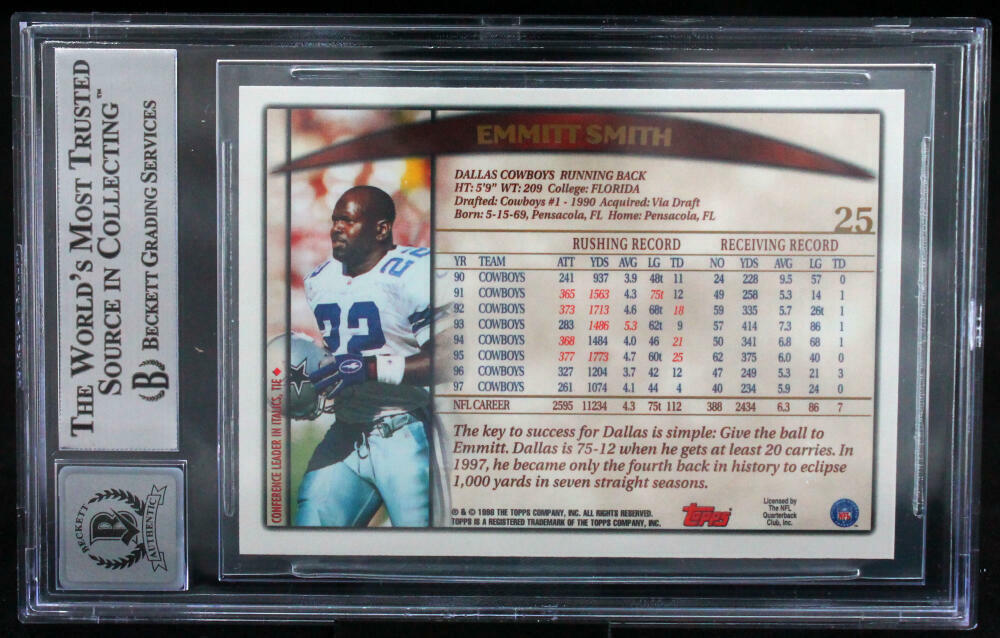 THE WORLD'S MOST TRUSTED
SOURCE IN COLLECTING™
BECKETT GRADING SERVICES
B
BECKETT
AUTHENTIC
EMMITT SMITH
DALLAS COWBOYS RUNNING BACK
HT: 5'9" WT: 209 College: FLORIDA
Drafted: Cowboys #1 - 1990 Acquired: Via Draft
Born: 5-15-69, Pensacola, FL Home: Pensacola, FL
25
RUSHING RECORD RECEIVING RECORD
YR TEAM ATT YDS AVG LG TD NO YDS AVG LG TD
90 COWBOYS 241 937 3.9 48t 11 24 228 9.5 57 0
91 COWBOYS 365 1563 4.3 75t 12 49 258 5.3 14 1
92 COWBOYS 373 1713 4.6 68t 18 59 335 5.7 26t 1
93 COWBOYS 283 1486 5.3 62t 9 57 414 7.3 86 1
94 COWBOYS 368 1484 4.0 46 21 50 341 6.8 68 1
95 COWBOYS 377 1773 4.7 60t 25 62 375 6.0 40 0
96 COWBOYS 327 1204 3.7 42 12 47 249 5.3 21 3
97 COWBOYS 261 1074 4.1 44 4 40 234 5.9 24 0
NFL CAREER 2595 11234 4.3 75t 112 388 2434 6.3 86 7
The key to success for Dallas is simple: Give the ball to
Emmitt. Dallas is 75-12 when he gets at least 20 carries. In
1997, he became only the fourth back in history to eclipse
1,000 yards in seven straight seasons.
CONFERENCE LEADER IN ITALICS, TIE ◆
22
22
® & © 1998 THE TOPPS COMPANY, INC. ALL RIGHTS RESERVED.
TOPPS IS A REGISTERED TRADEMARK OF THE TOPPS COMPANY, INC.
Topps
Licensed by
The NFL
Quarterback
Club, Inc.